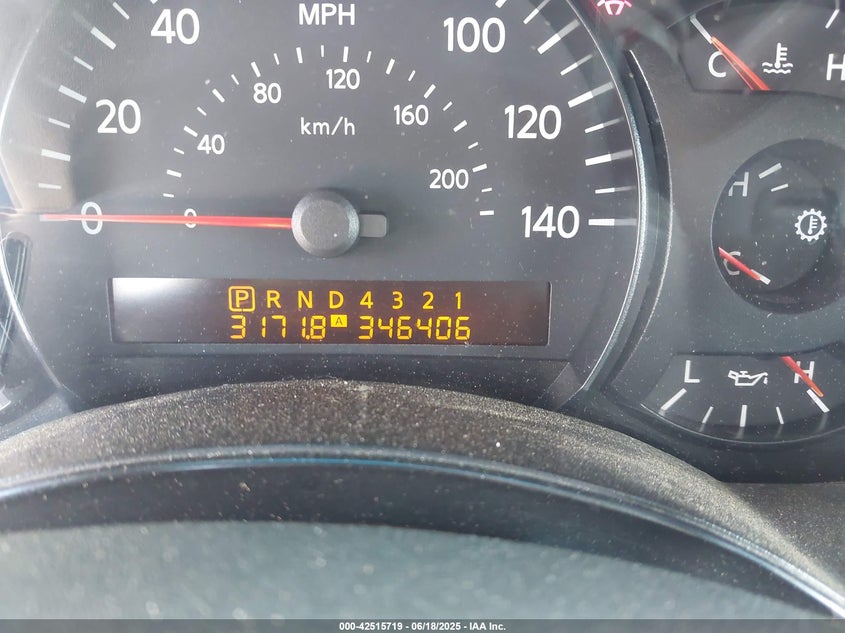 MPH
40 100
20 120
0 140
80 120 160
40 200
0
km/h
C H
H
C
L H
P R N D 4 3 2 1
3171.8 A 346406
000-42515719 - 06/18/2025 - IAA Inc.